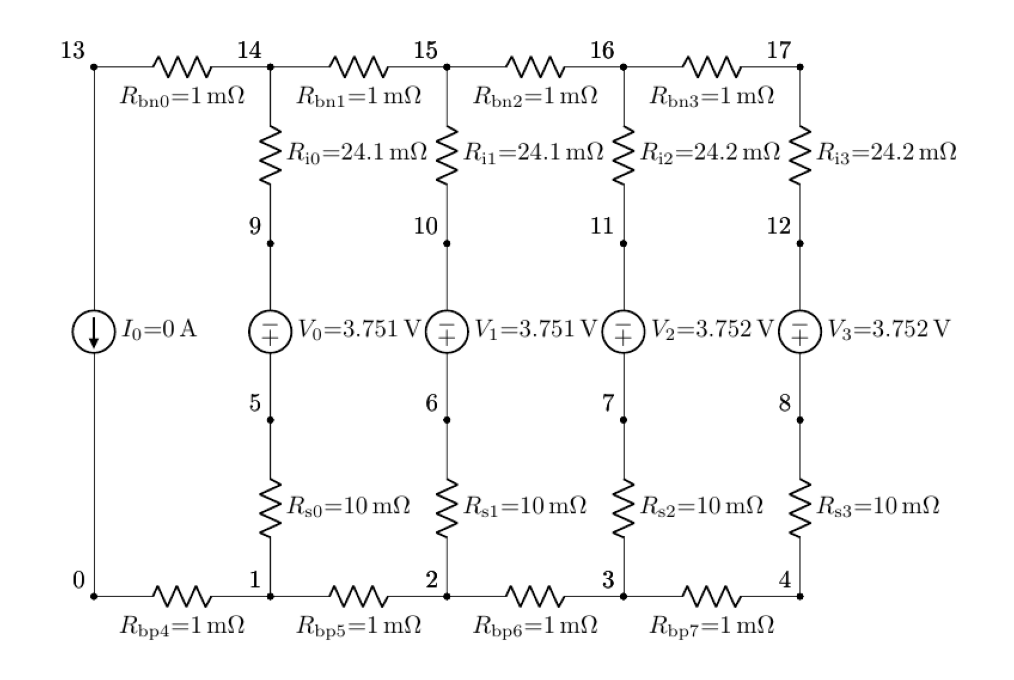 13 14 15 16 17
R_bn0=1 mΩ R_bn1=1 mΩ R_bn2=1 mΩ R_bn3=1 mΩ
R_i0=24.1 mΩ R_i1=24.1 mΩ R_i2=24.2 mΩ R_i3=24.2 mΩ
9 10 11 12
I_0=0 A V_0=3.751 V V_1=3.751 V V_2=3.752 V V_3=3.752 V
5 6 7 8
R_s0=10 mΩ R_s1=10 mΩ R_s2=10 mΩ R_s3=10 mΩ
0 1 2 3 4
R_bp4=1 mΩ R_bp5=1 mΩ R_bp6=1 mΩ R_bp7=1 mΩ